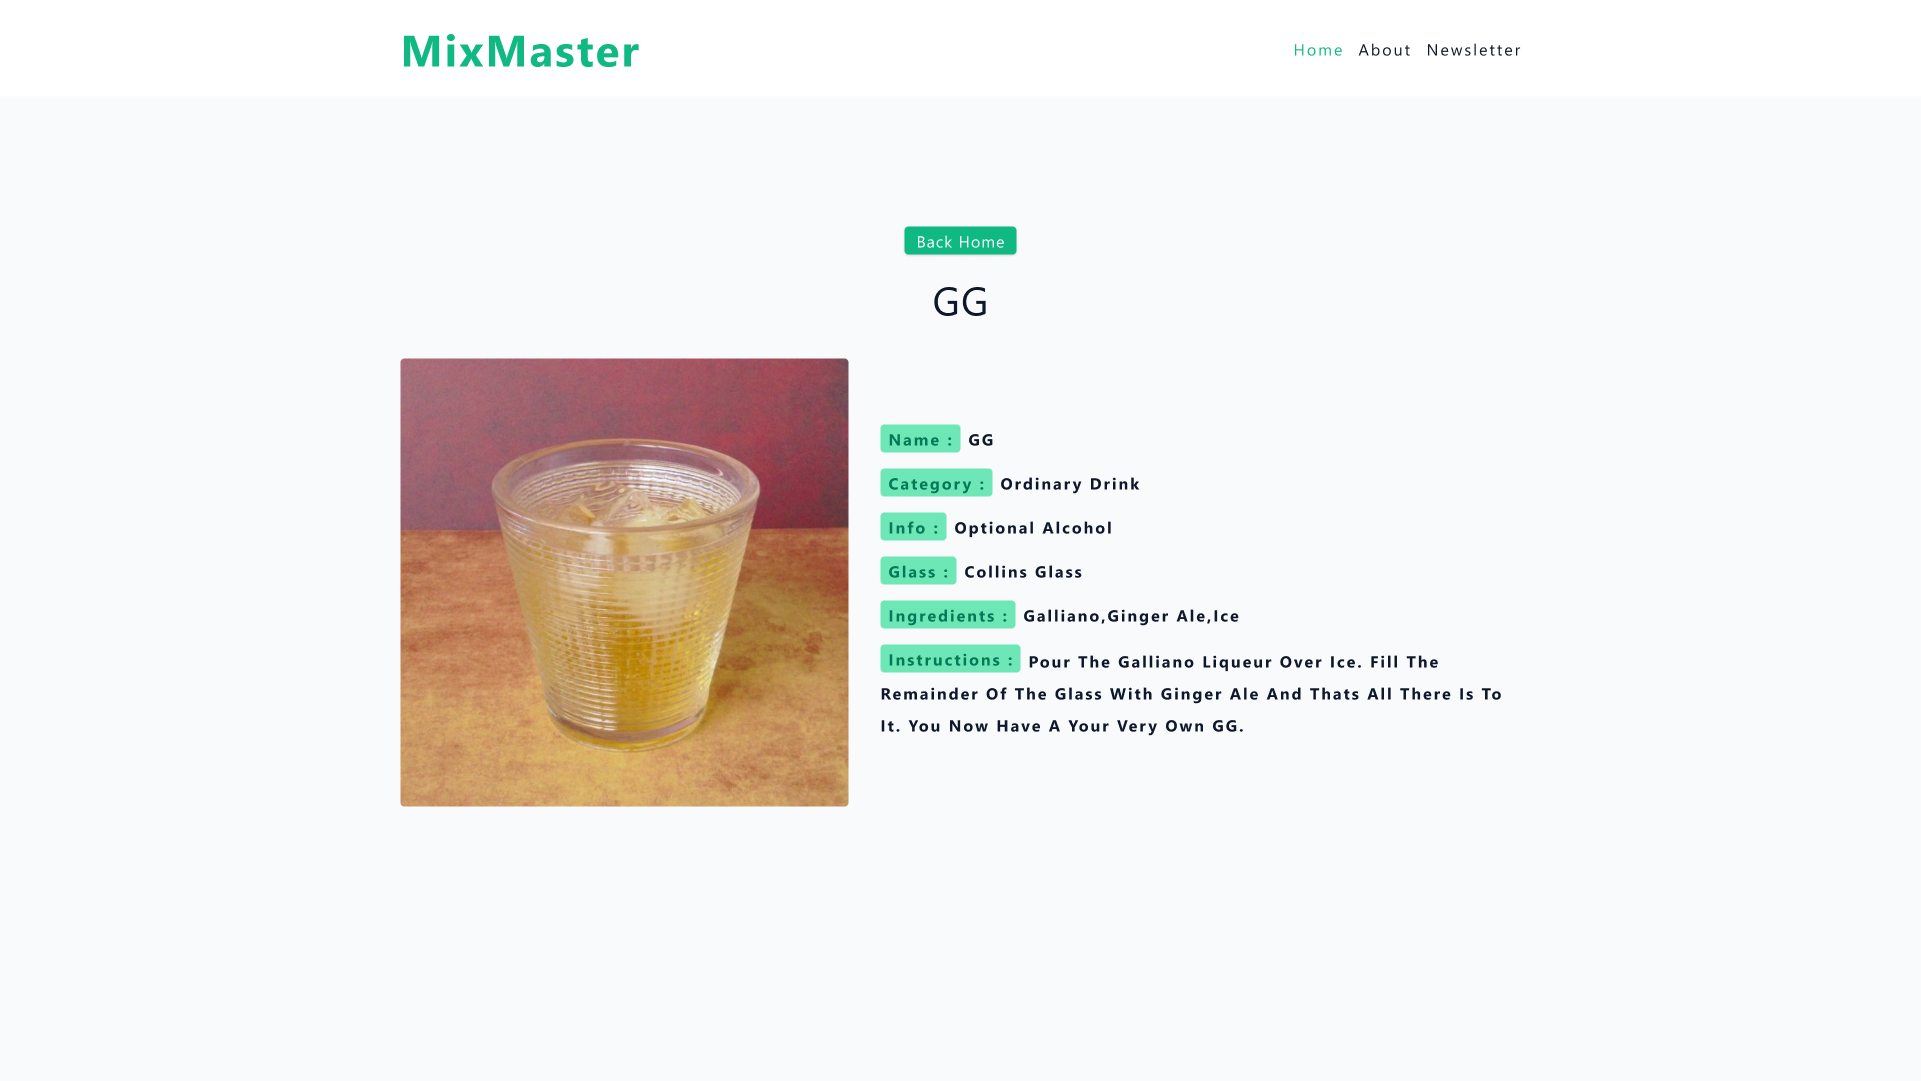 MixMaster
Home About Newsletter
Back Home
GG
Name : GG
Category : Ordinary Drink
Info : Optional Alcohol
Glass : Collins Glass
Ingredients : Galliano,Ginger Ale,Ice
Instructions : Pour The Galliano Liqueur Over Ice. Fill The
Remainder Of The Glass With Ginger Ale And Thats All There Is To
It. You Now Have A Your Very Own GG.